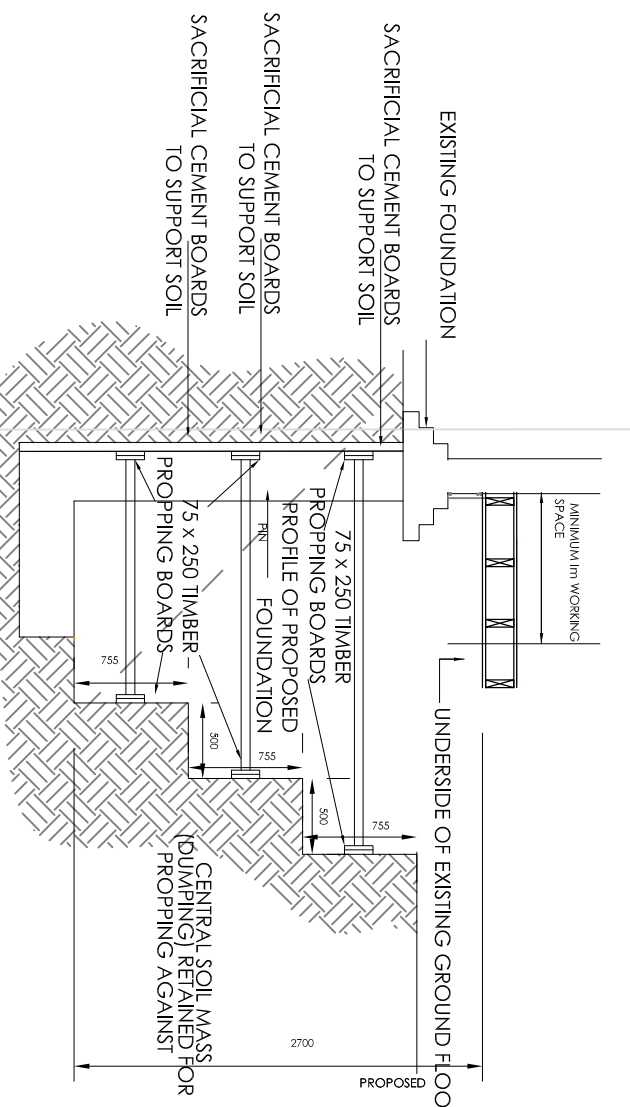 SACRIFICIAL CEMENT BOARDS
TO SUPPORT SOIL
SACRIFICIAL CEMENT BOARDS
TO SUPPORT SOIL
SACRIFICIAL CEMENT BOARDS
TO SUPPORT SOIL
EXISTING FOUNDATION
MINIMUM 1m WORKING
SPACE
75 x 250 TIMBER
PROPPING BOARDS
PROFILE OF PROPOSED
FOUNDATION
PIN
75 x 250 TIMBER
PROPPING BOARDS
755
500
755
500
755
UNDERSIDE OF EXISTING GROUND FLOO
CENTRAL SOIL MASS
(DUMPING) RETAINED FOR
PROPPING AGAINST
2700
PROPOSED